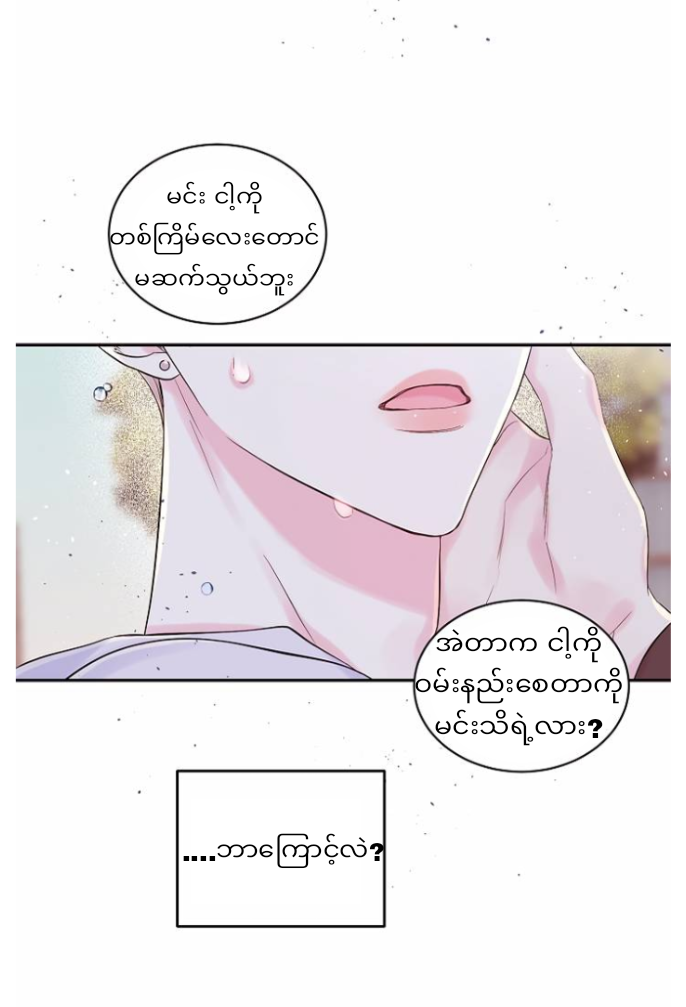 မင်း ငါ့ကို
တစ်ကြိမ်လေးတောင်
မဆက်သွယ်ဘူး
အဲတာက ငါ့ကို
ဝမ်းနည်းစေတာကို
မင်းသိရဲ့လား?
....ဘာကြောင့်လဲ?